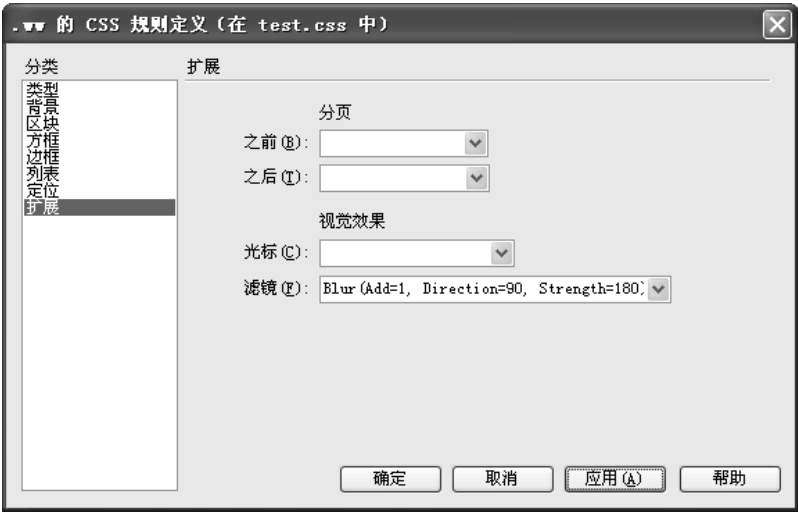 .ww 的 CSS 规则定义（在 test.css 中）
分类
类型
背景
区块
方框
边框
列表
定位
扩展
扩展
分页
之前(B):
之后(T):
视觉效果
光标(C):
滤镜(F): Blur(Add=1, Direction=90, Strength=180)
确定 取消 应用(A) 帮助